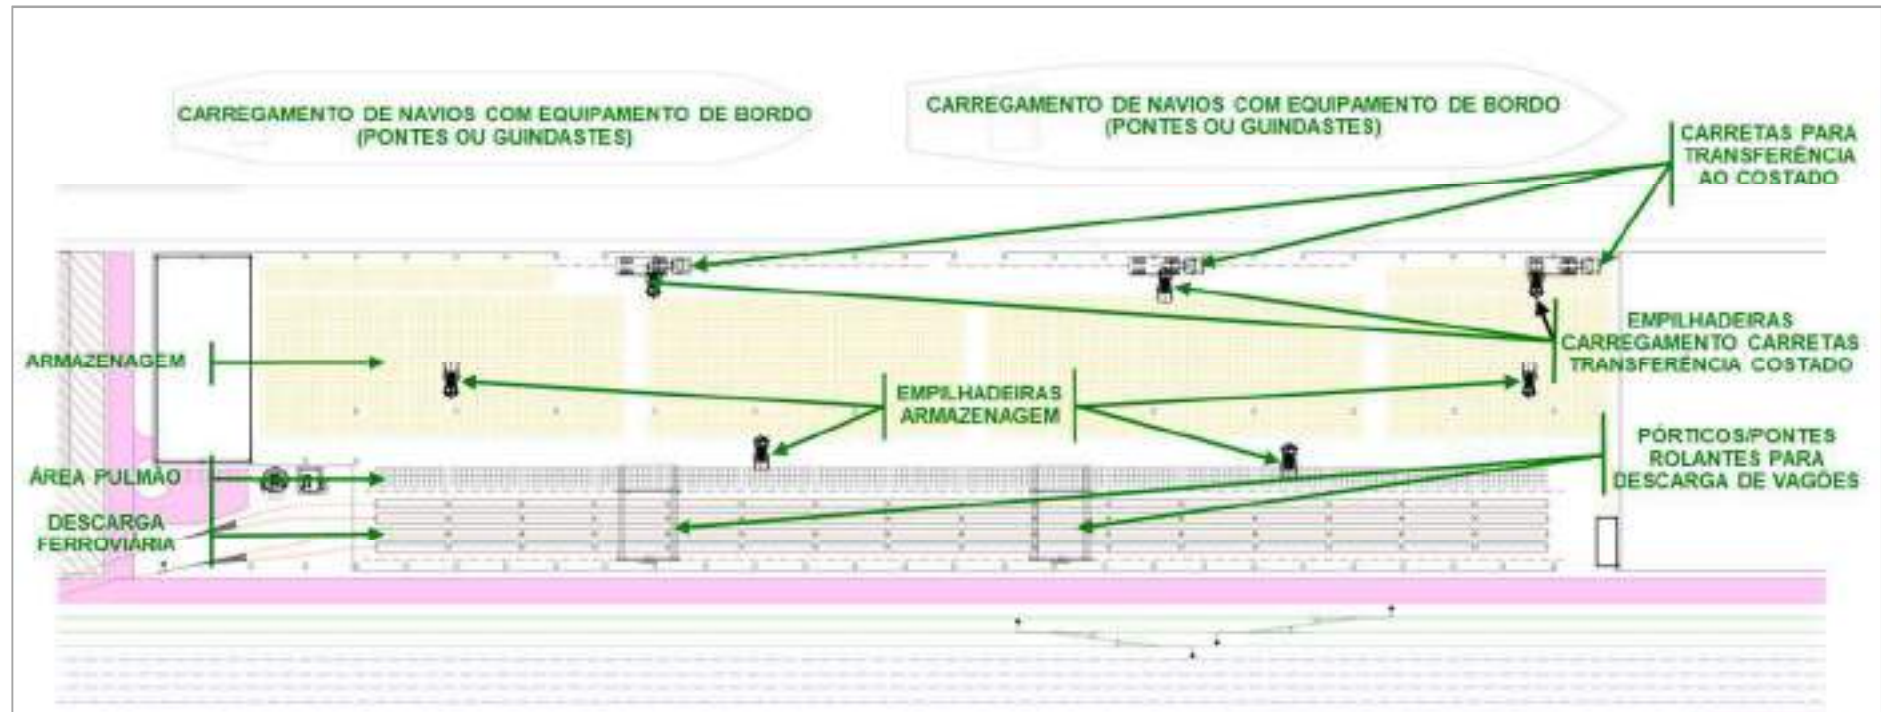 CARREGAMENTO DE NAVIOS COM EQUIPAMENTO DE BORDO
(PONTES OU GUINDASTES)
CARREGAMENTO DE NAVIOS COM EQUIPAMENTO DE BORDO
(PONTES OU GUINDASTES)
CARRETAS PARA
TRANSFERÊNCIA
AO COSTADO
EMPILHADEIRAS
CARREGAMENTO CARRETAS
TRANSFERÊNCIA COSTADO
ARMAZENAGEM
EMPILHADEIRAS
ARMAZENAGEM
PÓRTICOS/PONTES
ROLANTES PARA
DESCARGA DE VAGÕES
ÁREA PULMÃO
DESCARGA
FERROVIÁRIA